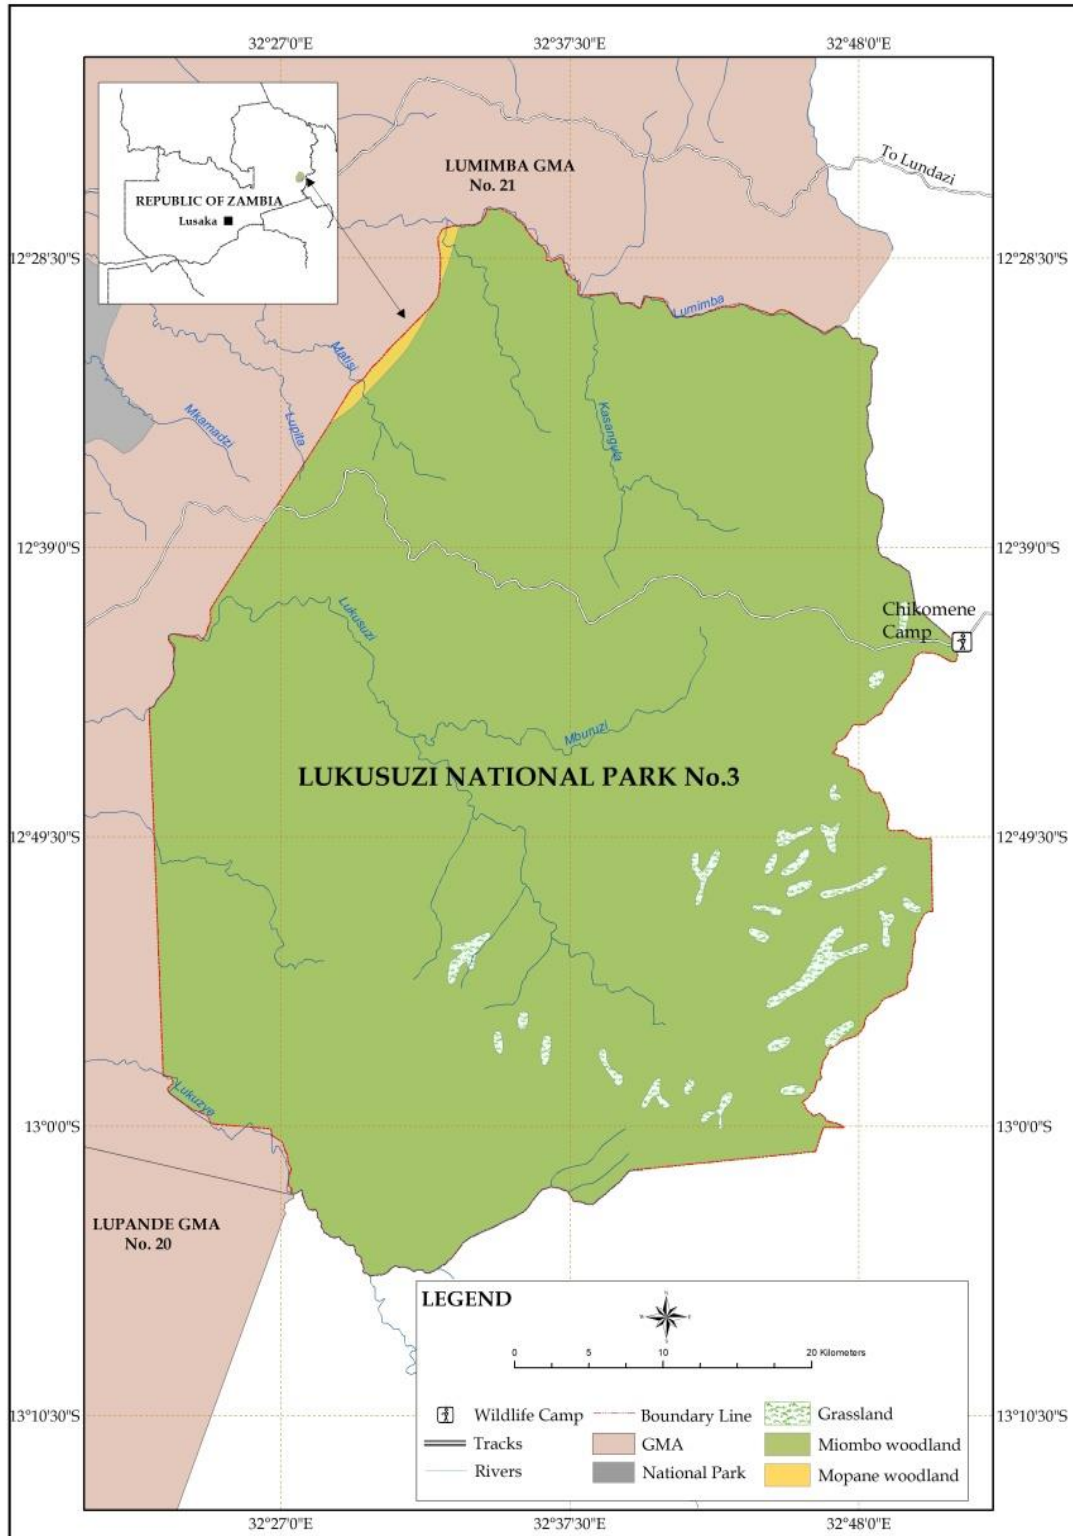 32°27'0"E
32°37'30"E
32°48'0"E
To Lundazi
LUMIMBA GMA
No. 21
REPUBLIC OF ZAMBIA
Lusaka
12°28'30"S
12°28'30"S
Lumimba
Matisi
Mkamadzi
Lupita
Kasangula
12°39'0"S
12°39'0"S
Chikomene
Camp
Lukusuzi
Mburuzi
LUKUSUZI NATIONAL PARK No.3
12°49'30"S
12°49'30"S
Lukuzye
13°0'0"S
13°0'0"S
LUPANDE GMA
No. 20
LEGEND
N
W
E
S
0 5 10 20 Kilometers
Wildlife Camp
Boundary Line
Grassland
Tracks
GMA
Miombo woodland
Rivers
National Park
Mopane woodland
13°10'30"S
13°10'30"S
32°27'0"E
32°37'30"E
32°48'0"E